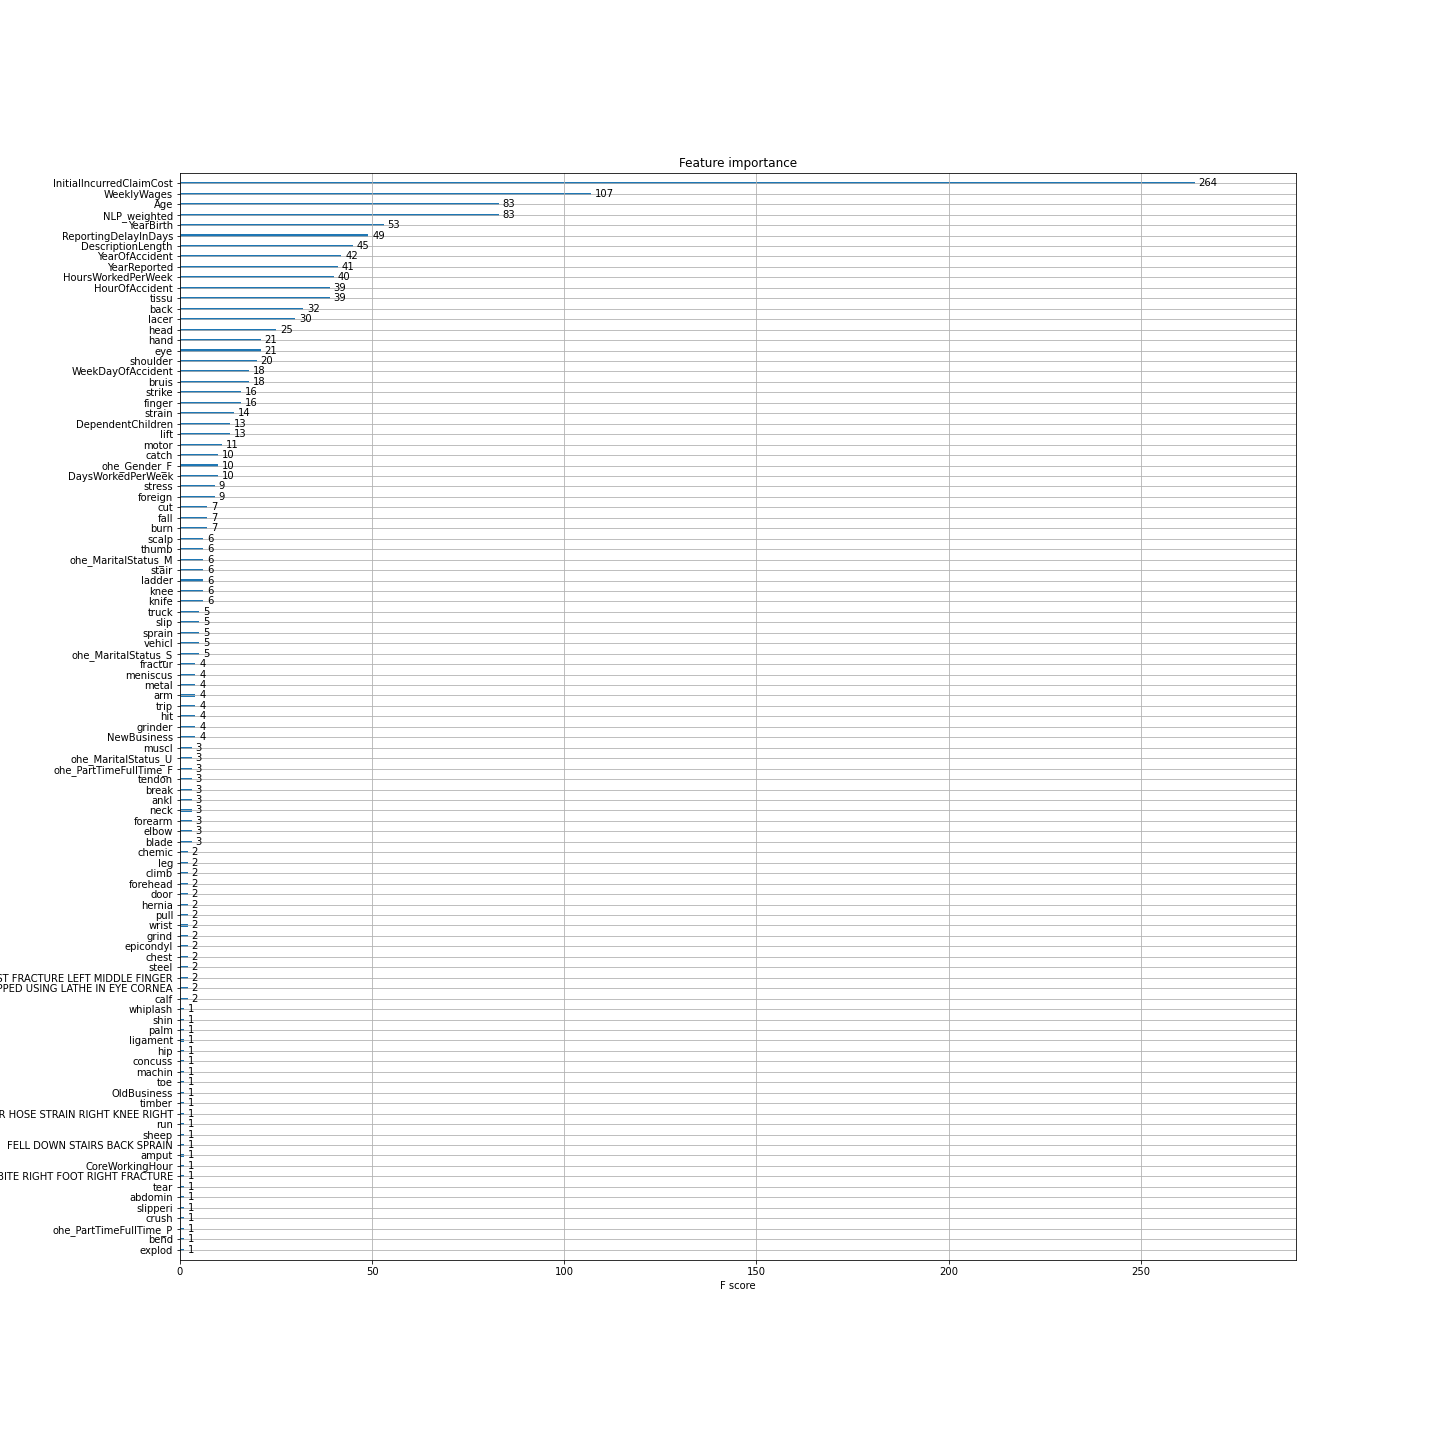 Feature importance
InitialIncurredClaimCost 264
WeeklyWages 107
Age 83
NLP_weighted 83
YearBirth 53
ReportingDelayInDays 49
DescriptionLength 45
YearOfAccident 42
YearReported 41
HoursWorkedPerWeek 40
HourOfAccident 39
tissu 39
back 32
lacer 30
head 25
hand 21
eye 21
shoulder 20
WeekDayOfAccident 18
bruis 18
strike 16
finger 16
strain 14
DependentChildren 13
lift 13
motor 11
catch 10
ohe_Gender_F 10
DaysWorkedPerWeek 10
stress 9
foreign 9
cut 7
fall 7
burn 7
scalp 6
thumb 6
ohe_MaritalStatus_M 6
stair 6
ladder 6
knee 6
knife 6
truck 5
slip 5
sprain 5
vehicl 5
ohe_MaritalStatus_S 5
fractur 4
meniscus 4
metal 4
arm 4
trip 4
hit 4
grinder 4
NewBusiness 4
muscl 3
ohe_MaritalStatus_U 3
ohe_PartTimeFullTime_F 3
tendon 3
break 3
ankl 3
neck 3
forearm 3
elbow 3
blade 3
chemic 2
leg 2
climb 2
forehead 2
door 2
hernia 2
pull 2
wrist 2
grind 2
epicondyl 2
chest 2
steel 2
ST FRACTURE LEFT MIDDLE FINGER 2
PPED USING LATHE IN EYE CORNEA 2
calf 2
whiplash 1
shin 1
palm 1
ligament 1
hip 1
concuss 1
machin 1
toe 1
OldBusiness 1
timber 1
R HOSE STRAIN RIGHT KNEE RIGHT 1
run 1
sheep 1
FELL DOWN STAIRS BACK SPRAIN 1
amput 1
CoreWorkingHour 1
BITE RIGHT FOOT RIGHT FRACTURE 1
tear 1
abdomin 1
slipperi 1
crush 1
ohe_PartTimeFullTime_P 1
bend 1
explod 1
0 50 100 150 200 250
F score